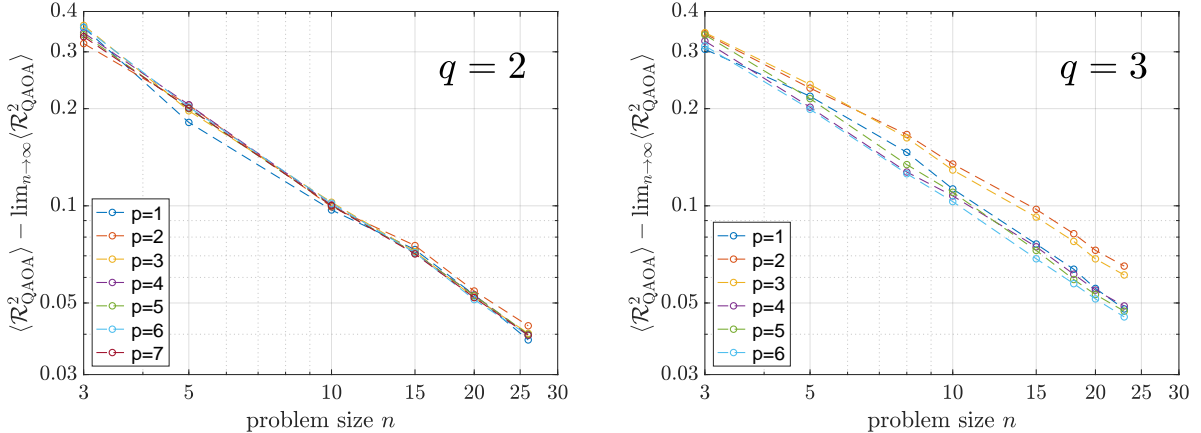 ⟨R²_QAOA⟩ − lim_{n→∞}⟨R²_QAOA⟩
0.4
0.3
0.2
0.1
0.05
0.03
q = 2
p=1
p=2
p=3
p=4
p=5
p=6
p=7
3
5
10
15
20
25
30
problem size n
⟨R²_QAOA⟩ − lim_{n→∞}⟨R²_QAOA⟩
0.4
0.3
0.2
0.1
0.05
0.03
q = 3
p=1
p=2
p=3
p=4
p=5
p=6
3
5
10
15
20
25
30
problem size n